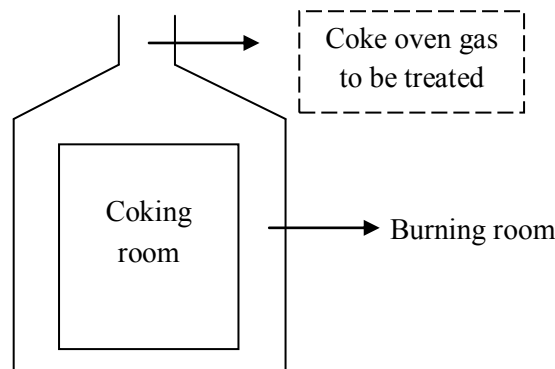 Coke oven gas
to be treated
Coking
room
Burning room